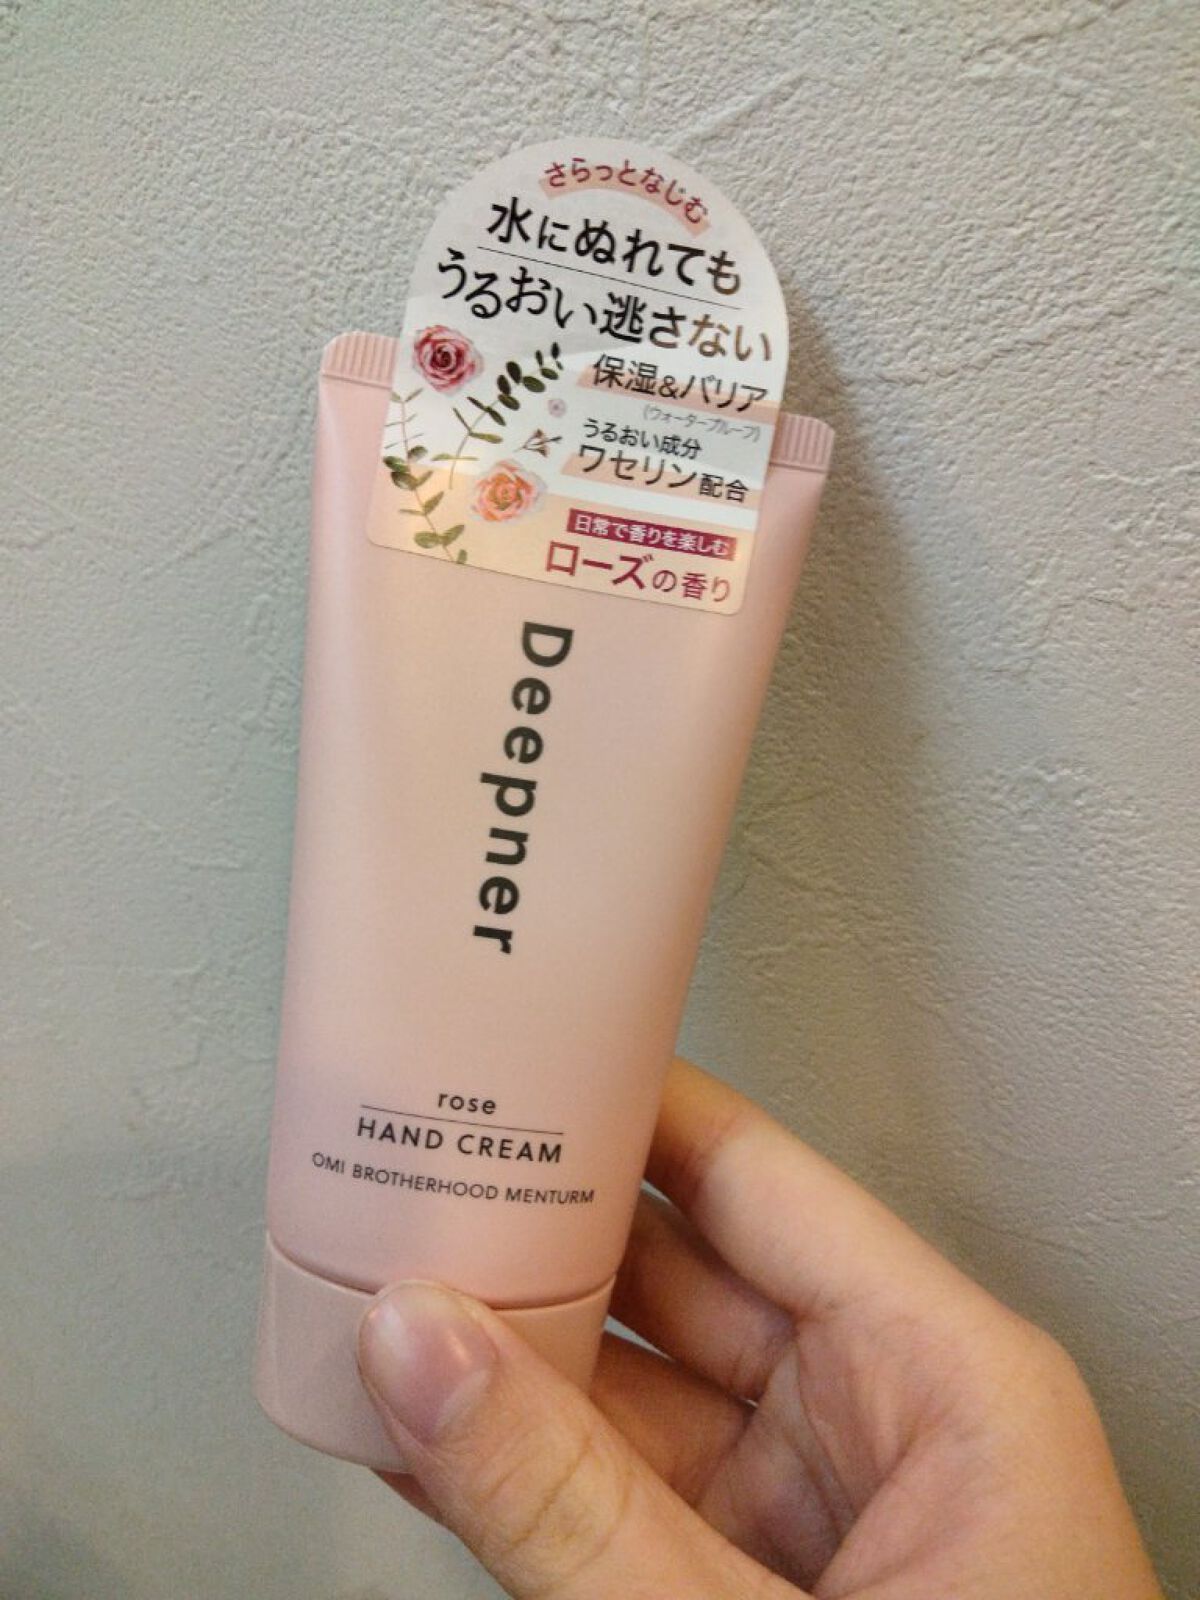 さらっとなじむ
水にぬれても
うるおい逃さない
保湿&バリア
(ウォータープルーフ)
うるおい成分
ワセリン配合
日常で香りを楽しむ
ローズの香り
Deepner
rose
HAND CREAM
OMI BROTHERHOOD MENTURM